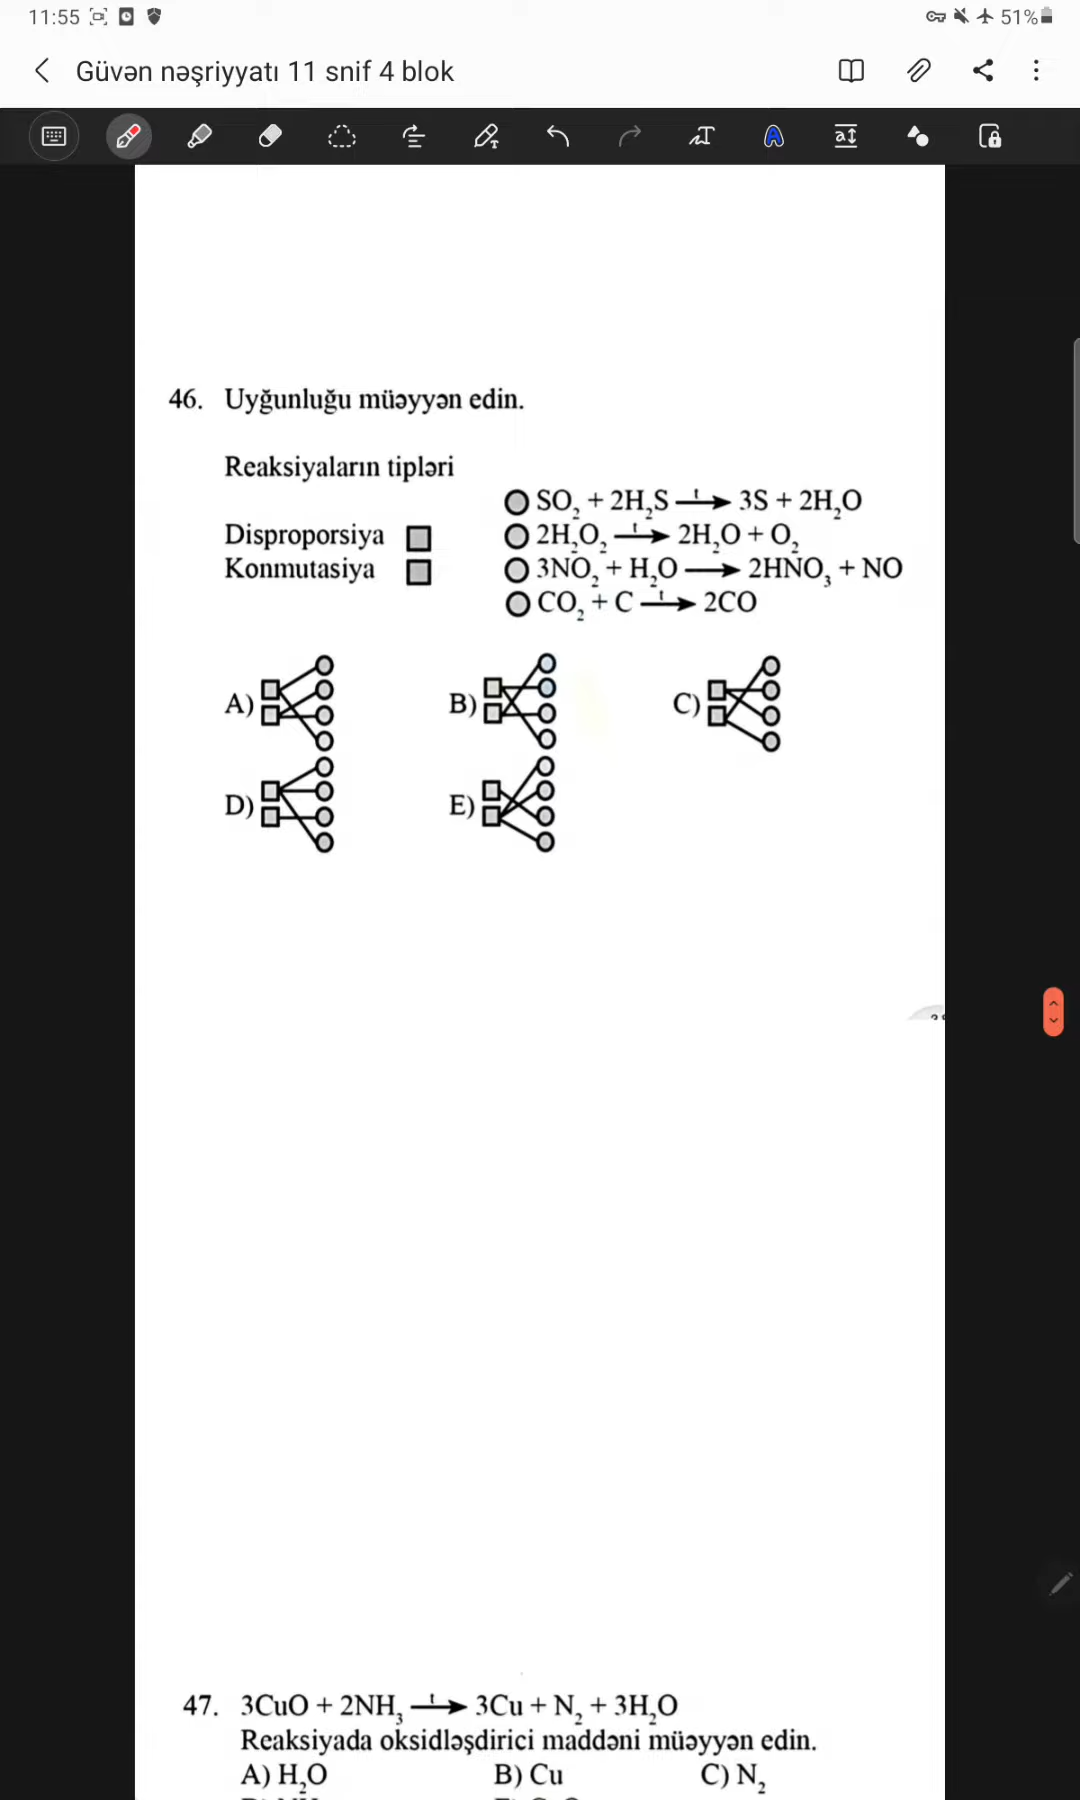 11:55
51%
Güvən nəşriyyatı 11 snif 4 blok
46. Uyğunluğu müəyyən edin.
Reaksiyaların tipləri
SO₂ + 2H₂S —t→ 3S + 2H₂O
Disproporsiya
2H₂O₂ —t→ 2H₂O + O₂
Konmutasiya
3NO₂ + H₂O → 2HNO₃ + NO
CO₂ + C —t→ 2CO
A) B) C)
D) E)
47. 3CuO + 2NH₃ —t→ 3Cu + N₂ + 3H₂O
Reaksiyada oksidləşdirici maddəni müəyyən edin.
A) H₂O B) Cu C) N₂